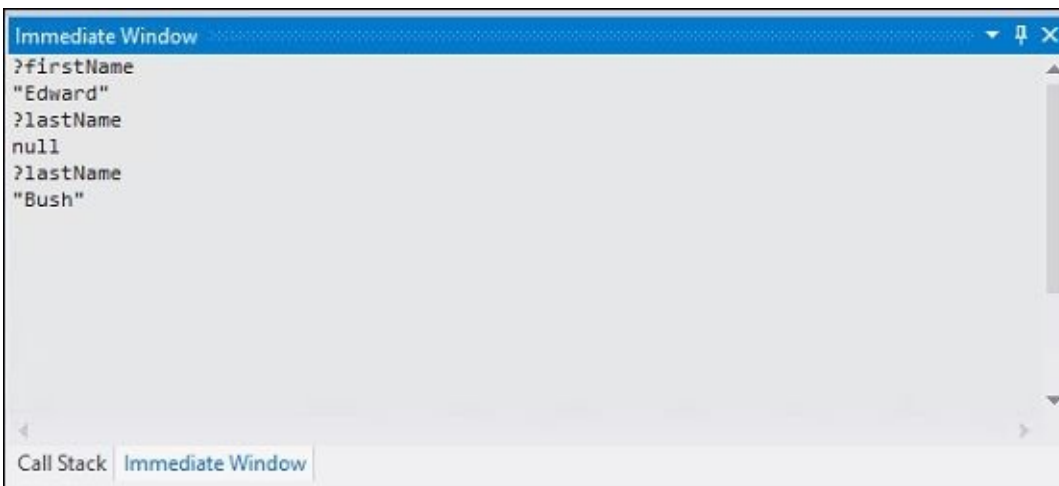 Immediate Window
?firstName
"Edward"
?lastName
null
?lastName
"Bush"
Call Stack Immediate Window